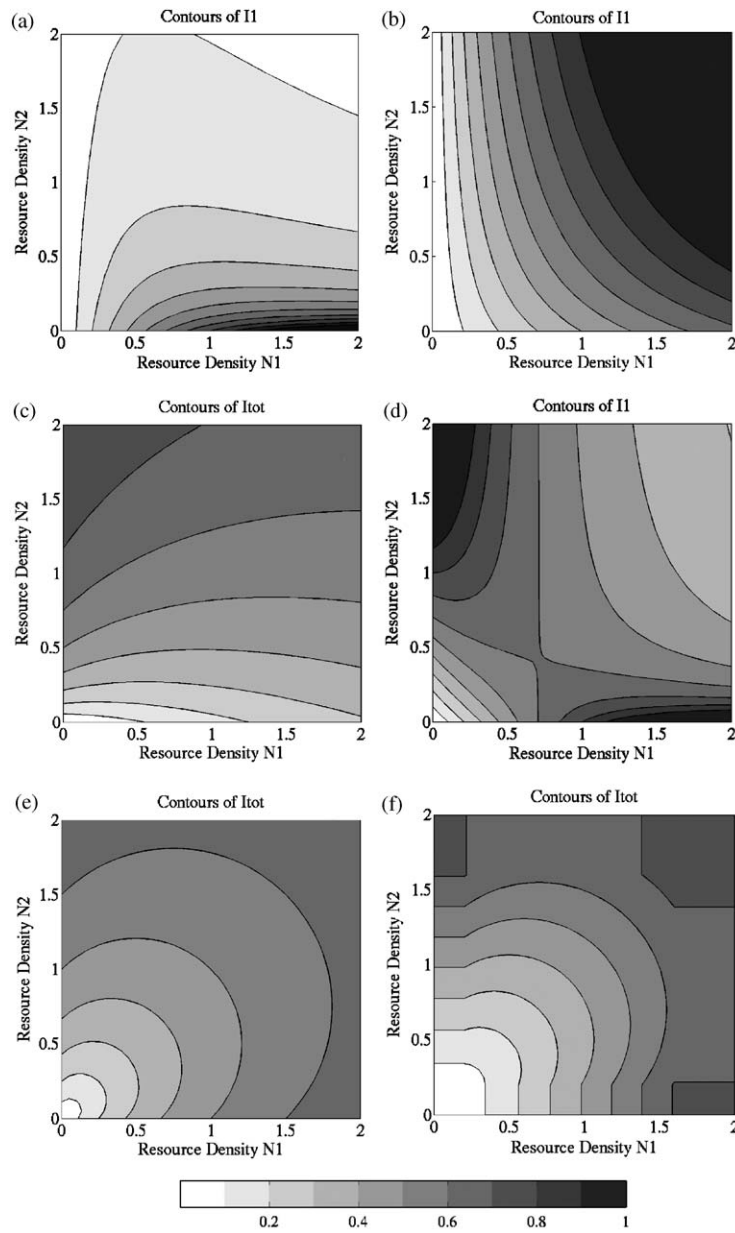 (a) Contours of I1
2
1.5
1
0.5
0
Resource Density N2
0.5 1 1.5 2
Resource Density N1
(b) Contours of I1
2
1.5
1
0.5
0
Resource Density N2
0 0.5 1 1.5 2
Resource Density N1
(c) Contours of Itot
2
1.5
1
0.5
0
Resource Density N2
0 0.5 1 1.5 2
Resource Density N1
(d) Contours of I1
2
1.5
1
0.5
0
Resource Density N2
0 0.5 1 1.5 2
Resource Density N1
(e) Contours of Itot
2
1.5
1
0.5
0
Resource Density N2
0 0.5 1 1.5 2
Resource Density N1
(f) Contours of Itot
2
1.5
1
0.5
0
Resource Density N2
0 0.5 1 1.5 2
Resource Density N1
0.2 0.4 0.6 0.8 1